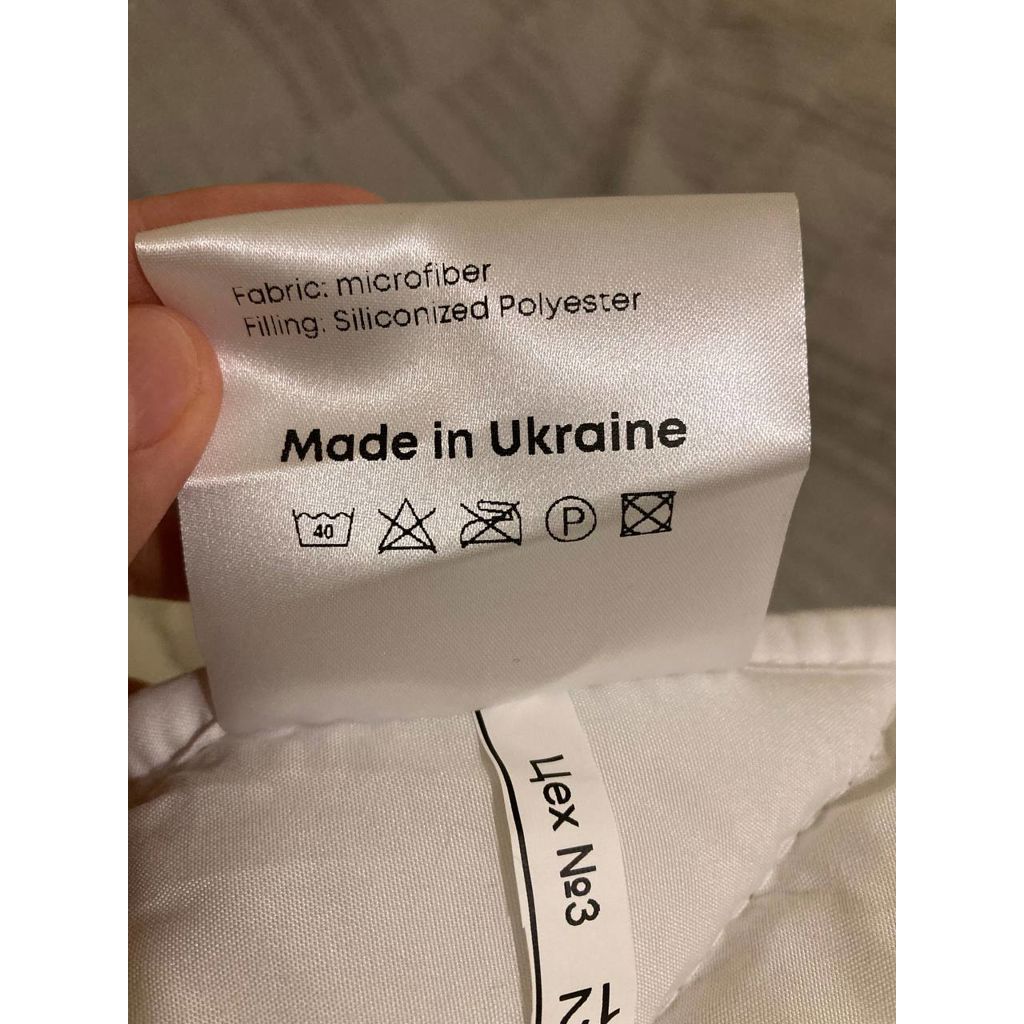 Fabric: microfiber
Filling: Siliconized Polyester
Made in Ukraine
40
P
Цех №3